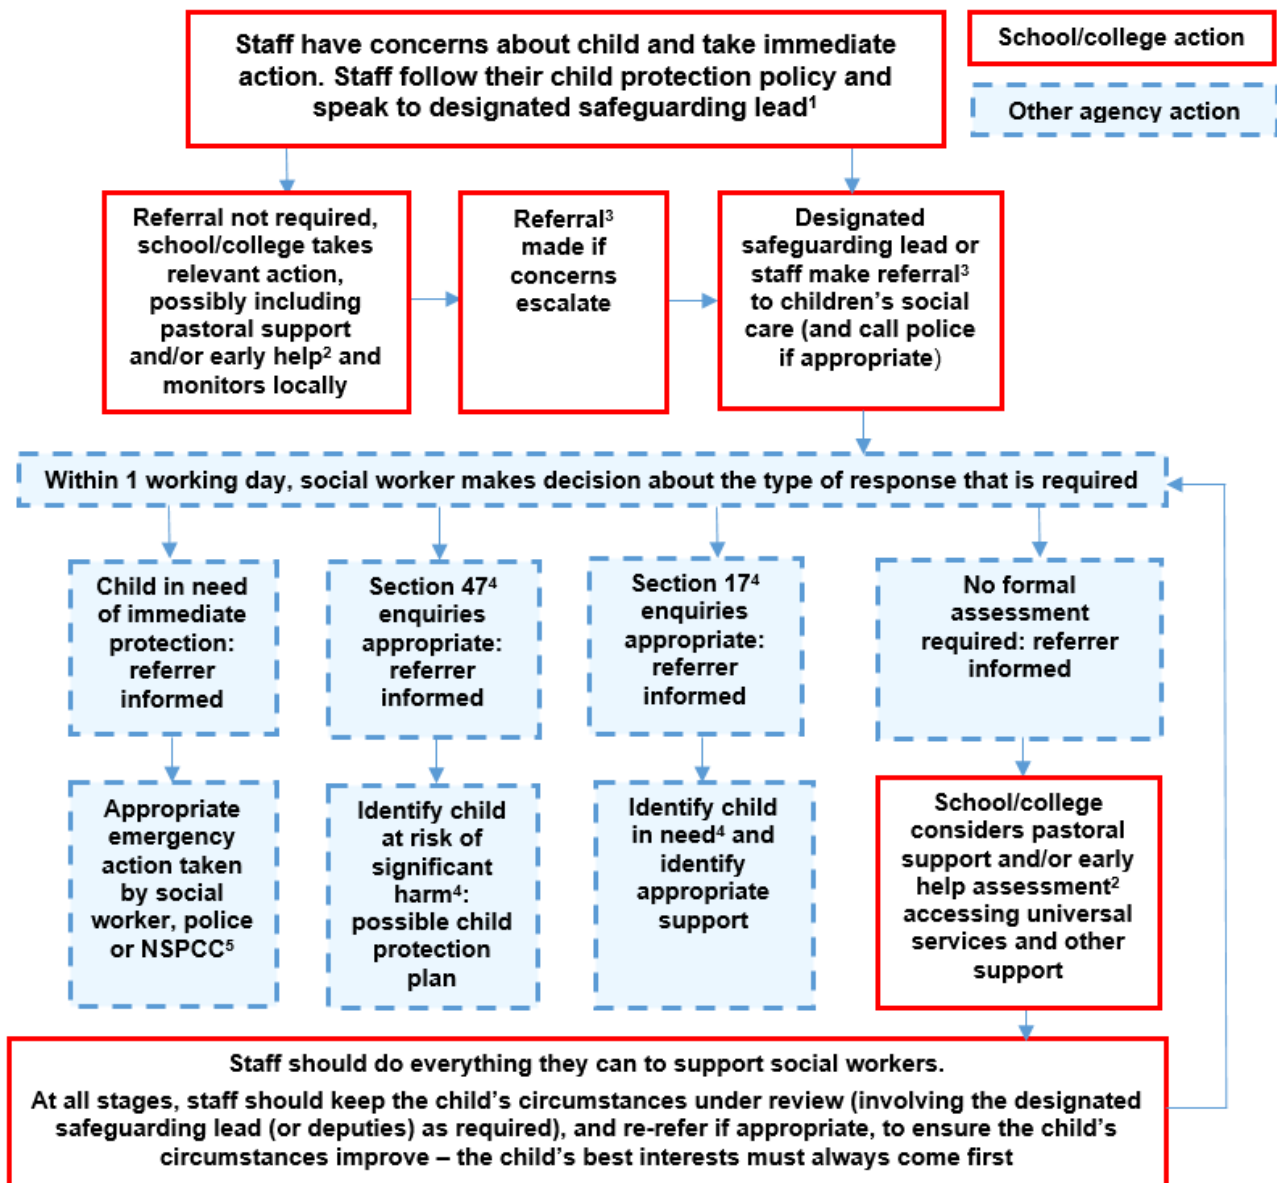 Staff have concerns about child and take immediate
action. Staff follow their child protection policy and
speak to designated safeguarding lead¹
School/college action
Other agency action
Referral not required,
school/college takes
relevant action,
possibly including
pastoral support
and/or early help² and
monitors locally
Referral³
made if
concerns
escalate
Designated
safeguarding lead or
staff make referral³
to children’s social
care (and call police
if appropriate)
Within 1 working day, social worker makes decision about the type of response that is required
Child in need
of immediate
protection:
referrer
informed
Section 47⁴
enquiries
appropriate:
referrer
informed
Section 17⁴
enquiries
appropriate:
referrer
informed
No formal
assessment
required: referrer
informed
Appropriate
emergency
action taken
by social
worker, police
or NSPCC⁵
Identify child
at risk of
significant
harm⁴:
possible child
protection
plan
Identify child
in need⁴ and
identify
appropriate
support
School/college
considers pastoral
support and/or early
help assessment²
accessing universal
services and other
support
Staff should do everything they can to support social workers.
At all stages, staff should keep the child’s circumstances under review (involving the designated
safeguarding lead (or deputies) as required), and re-refer if appropriate, to ensure the child’s
circumstances improve – the child’s best interests must always come first